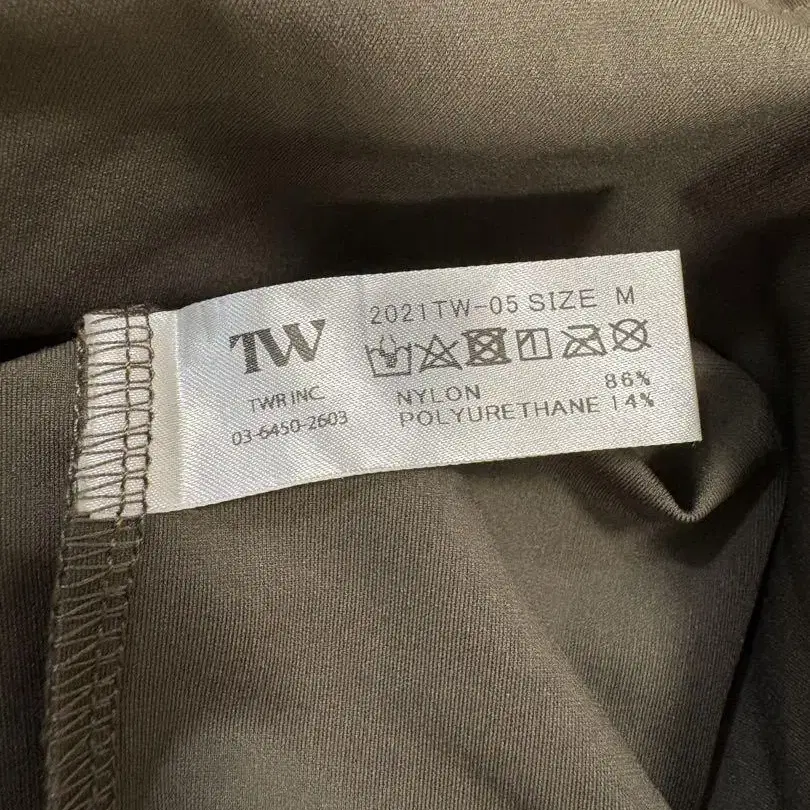 TW
TWR INC.
03-6450-2603
2021TW-05 SIZE M
NYLON 86%
POLYURETHANE 14%